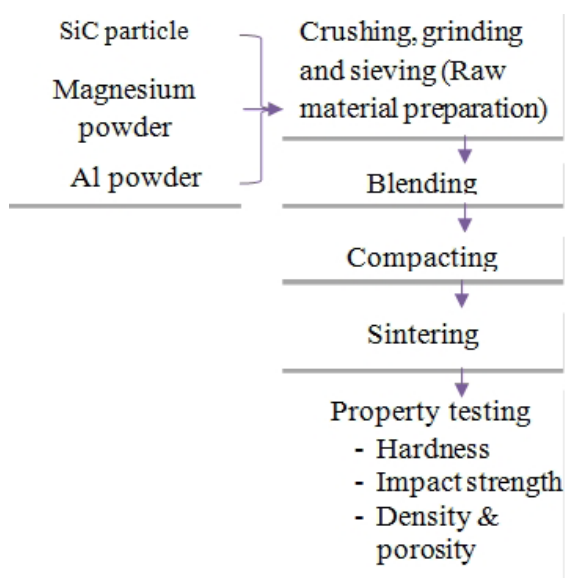 SiC particle
Magnesium
powder
Al powder
Crushing, grinding
and sieving (Raw
material preparation)
Blending
Compacting
Sintering
Property testing
- Hardness
- Impact strength
- Density &
porosity